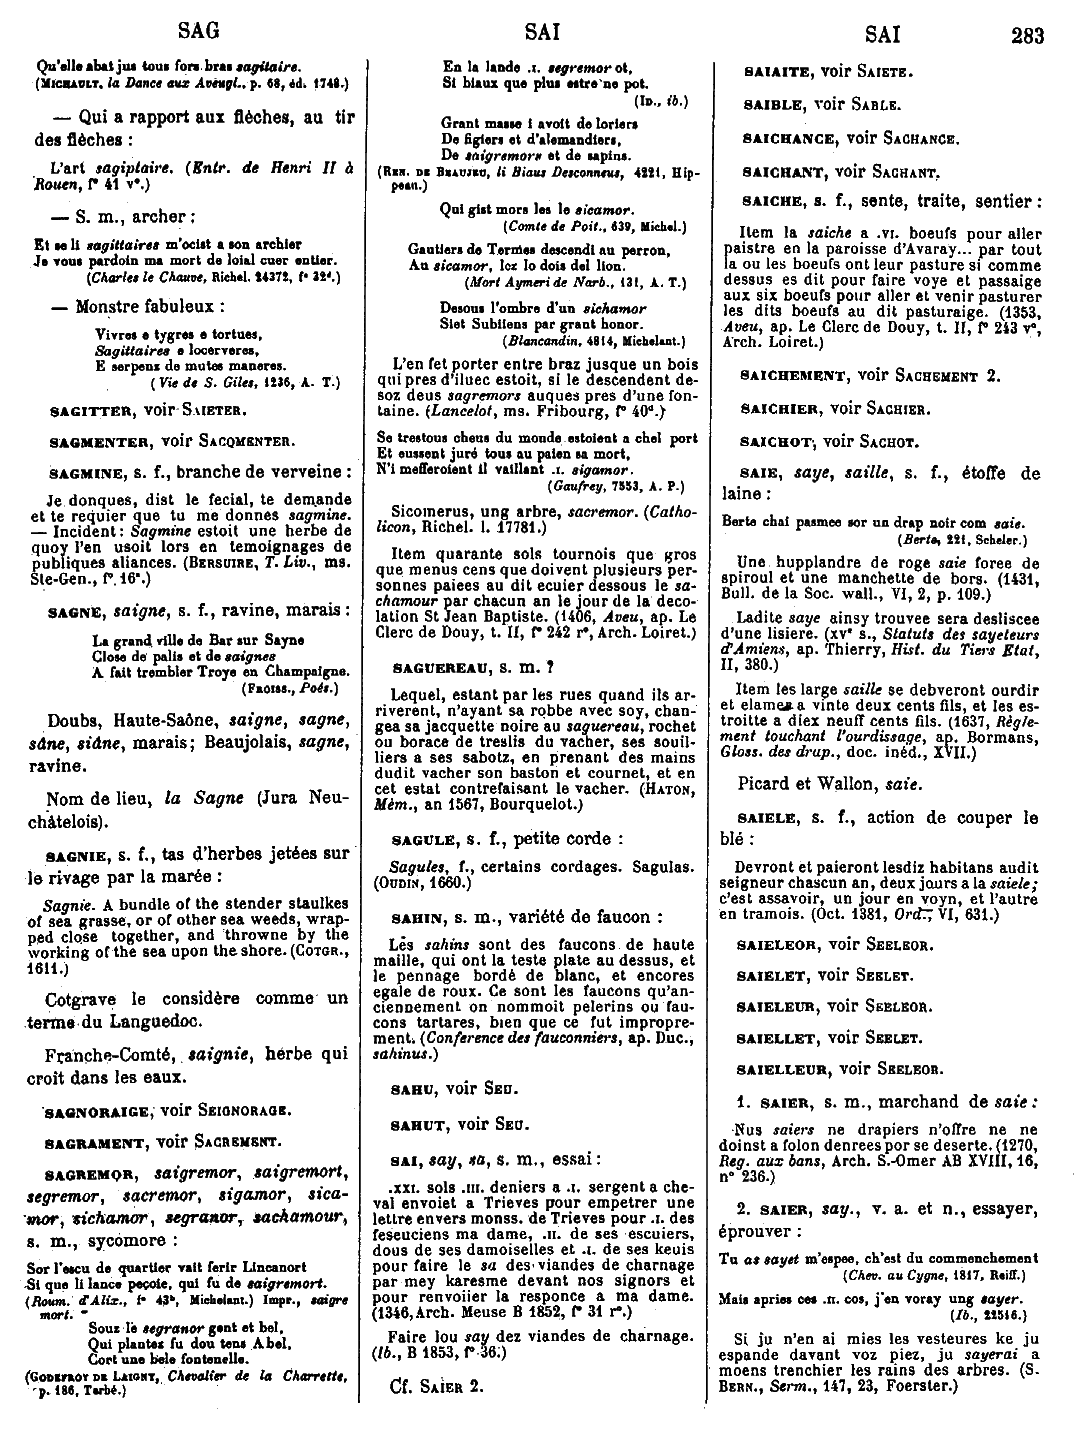 SAG
SAI
SAI
283
Qu'elle abat jus tous fors bras sagitaire.
(MICHAULT, la Dance aux Aveugl., p. 68, éd. 1748.)
— Qui a rapport aux flèches, au tir
des flèches :
L'art sagiptaire. (Entr. de Henri II à
Rouen, f° 41 v°.)
— S. m., archer :
Et se li sagittaires m'ocist a son archier
Je vous pardoin ma mort de loial cuer entier.
(Charles le Chauve, Richel. 24372, f° 32d.)
— Monstre fabuleux :
Vivres e tygres e tortues,
Sagittaires e locerveres,
E serpenz de mutes maneres.
(Vie de S. Giles, 1236, A. T.)
SAGITTER, voir SAIETER.
SAGMENTER, voir SACQMENTER.
SAGMINE, s. f., branche de verveine :
Je donques, dist le fecial, te demande
et te requier que tu me donnes sagmine.
— Incident : Sagmine estoit une herbe de
quoy l'en usoit lors en temoignages de
publiques aliances. (BERSUIRE, T. Liv., ms.
Ste-Gen., f° 16a.)
SAGNE, saigne, s. f., ravine, marais :
La grand ville de Bar sur Sayne
Close de palis et de saignes
A fait trembler Troye en Champaigne.
(FROISS., Poés.)
Doubs, Haute-Saône, saigne, sagne,
sâne, siâne, marais; Beaujolais, sagne,
ravine.
Nom de lieu, la Sagne (Jura Neu-
châtelois).
SAGNIE, s. f., tas d'herbes jetées sur
le rivage par la marée :
Sagnie. A bundle of the stender staulkes
of sea grasse, or of other sea weeds, wrap-
ped close together, and throwne by the
working of the sea upon the shore. (COTGR.,
1611.)
Cotgrave le considère comme un
terme du Languedoc.
Franche-Comté, saignie, herbe qui
croît dans les eaux.
SAGNORAIGE, voir SEIGNORAGE.
SAGRAMENT, voir SACREMENT.
SAGREMOR, saigremor, saigremort,
segremor, sacremor, sigamor, sica-
mor, sichamor, segranor, sachamour,
s. m., sycomore :
Sor l'escu de quartier vait ferir Lincanort
Si que li lance peçoie, qui fu de saigremort.
(Roum. d'Alix., f° 43b, Michelant.) Impr., saigre
mort.
Souz le segranor gent et bel,
Qui plantez fu dou tens Abel,
Cort une bele fontenelle.
(GODEFROY DE LAIGNY, Chevalier de la Charrette,
p. 186, Tarbé.)
En la lande .I. segremor ot,
Si biaux que plus estre ne pot.
(ID., ib.)
Grant masse i avoit de loriers
De figiers et d'alemandiers,
De saigremors et de sapins.
(REN. DE BEAUJEU, li Biaus Desconneus, 4221, Hip-
peau.)
Qui gist mors les le sicamor.
(Comte de Poit., 639, Michel.)
Gautiers de Termes descendi au perron,
Au sicamor, lez lo dois del lion.
(Mort Aymeri de Narb., 131, A. T.)
Desous l'ombre d'un sichamor
Siet Subiliens par grant honor.
(Blancandin, 4814, Michelant.)
L'en fet porter entre braz jusque un bois
qui pres d'iluec estoit, si le descendent de-
soz deus sagremors auques pres d'une fon-
taine. (Lancelot, ms. Fribourg, f° 40d.)
Se trestous cheus du monde estoient a chel port
Et eussent juré tous au paien sa mort,
N'i mefferoient il vaillant .I. sigamor.
(Gaufrey, 7553, A. P.)
Sicomerus, ung arbre, sacremor. (Catho-
licon, Richel. l. 17781.)
Item quarante sols tournois que gros
que menus cens que doivent plusieurs per-
sonnes paiees au dit ecuier dessous le sa-
chamour par chacun an le jour de la deco-
lation St Jean Baptiste. (1406, Aveu, ap. Le
Clerc de Douy, t. II, f° 242 r°, Arch. Loiret.)
SAGUEREAU, s. m. ?
Lequel, estant par les rues quand ils ar-
riverent, n'ayant sa robbe avec soy, chan-
gea sa jacquette noire au saguereau, rochet
ou borace de treslis du vacher, ses souil-
liers a ses sabotz, en prenant des mains
dudit vacher son baston et cournet, et en
cet estat contrefaisant le vacher. (HATON,
Mém., an 1567, Bourquelot.)
SAGULE, s. f., petite corde :
Sagules, f., certains cordages. Sagulas.
(OUDIN, 1660.)
SAHIN, s. m., variété de faucon :
Les sahins sont des faucons de haute
maille, qui ont la teste plate au dessus, et
le pennage bordé de blanc, et encores
egale de roux. Ce sont les faucons qu'an-
ciennement on nommoit pelerins ou fau-
cons tartares, bien que ce fut impropre-
ment. (Conference des fauconniers, ap. Duc.,
sahinus.)
SAHU, voir SEU.
SAHUT, voir SEU.
SAI, say, sa, s. m., essai :
.XXI. sols .III. deniers a .I. sergent a che-
val envoiet a Trieves pour empetrer une
lettre envers monss. de Trieves pour .I. des
feseuciens ma dame, .II. de ses escuiers,
dous de ses damoiselles et .I. de ses keuis
pour faire le sa des viandes de charnage
par mey karesme devant nos signors et
pour renvoiier la responce a ma dame.
(1346, Arch. Meuse B 1852, f° 31 r°.)
Faire lou say dez viandes de charnage.
(Ib., B 1853, f° 36.)
Cf. SAIER 2.
SAIAITE, voir SAIETE.
SAIBLE, voir SABLE.
SAICHANCE, voir SACHANCE.
SAICHANT, voir SACHANT.
SAICHE, s. f., sente, traite, sentier :
Item la saiche a .VI. boeufs pour aller
paistre en la paroisse d'Avaray... par tout
la ou les boeufs ont leur pasture si comme
dessus es dit pour faire voye et passaige
aux six boeufs pour aller et venir pasturer
les dits boeufs au dit pasturaige. (1353,
Aveu, ap. Le Clerc de Douy, t. II, f° 243 v°,
Arch. Loiret.)
SAICHEMENT, voir SACHEMENT 2.
SAICHIER, voir SACHIER.
SAICHOT, voir SACHOT.
SAIE, saye, saille, s. f., étoffe de
laine :
Berte chai pasmee sor un drap noir com saie.
(Berte, 221, Scheler.)
Une hupplandre de roge saie foree de
spiroul et une manchette de bors. (1431,
Bull. de la Soc. wall., VI, 2, p. 109.)
Ladite saye ainsy trouvee sera desliscee
d'une lisiere. (XVe s., Statuts des sayeteurs
d'Amiens, ap. Thierry, Hist. du Tiers Etat,
II, 380.)
Item les large saille se debveront ourdir
et elames a vinte deux cents fils, et les es-
troitte a diex neuff cents fils. (1637, Règle-
ment touchant l'ourdissage, ap. Bormans,
Gloss. des drap., doc. inéd., XVII.)
Picard et Wallon, saie.
SAIELE, s. f., action de couper le
blé :
Devront et paieront lesdiz habitans audit
seigneur chascun an, deux jours a la saiele;
c'est assavoir, un jour en voyn, et l'autre
en tramois. (Oct. 1381, Ord., VI, 631.)
SAIELEOR, voir SEELEOR.
SAIELET, voir SEELET.
SAIELEUR, voir SEELEOR.
SAIELLET, voir SEELET.
SAIELLEUR, voir SEELEOR.
1. SAIER, s. m., marchand de saie :
Nus saiers ne drapiers n'offre ne ne
doinst a folon denrees por se deserte. (1270,
Reg. aux bans, Arch. S.-Omer AB XVIII, 16,
n° 236.)
2. SAIER, say., v. a. et n., essayer,
éprouver :
Tu as sayet m'espee, ch'est du commenchement
(Chev. au Cygne, 1817, Reiff.)
Mais apries ces .II. cos, j'en voray ung sayer.
(Ib., 22516.)
Si ju n'en ai mies les vesteures ke ju
espande davant voz piez, ju sayerai a
moens trenchier les rains des arbres. (S.
BERN., Serm., 147, 23, Foerster.)